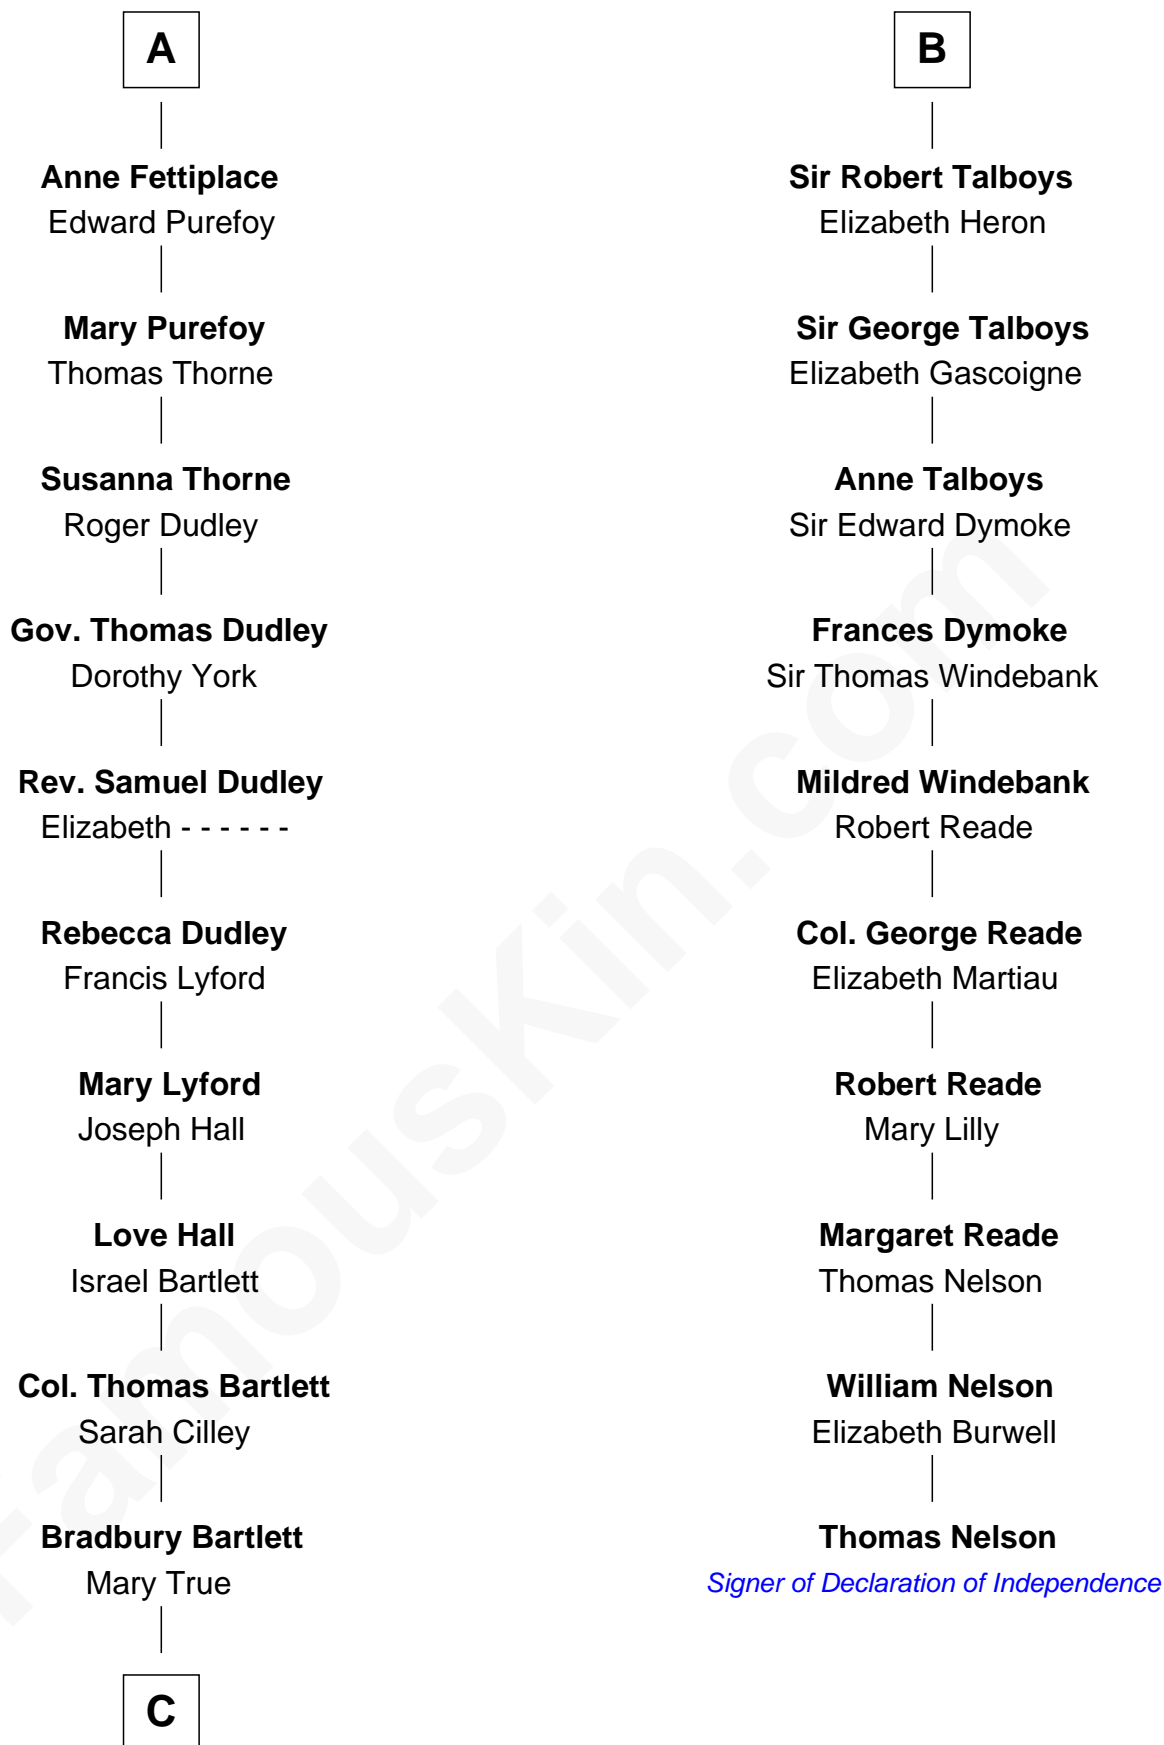 A
Anne Fettiplace
Edward Purefoy
Mary Purefoy
Thomas Thorne
Susanna Thorne
Roger Dudley
Gov. Thomas Dudley
Dorothy York
Rev. Samuel Dudley
Elizabeth - - - - - -
Rebecca Dudley
Francis Lyford
Mary Lyford
Joseph Hall
Love Hall
Israel Bartlett
Col. Thomas Bartlett
Sarah Cilley
Bradbury Bartlett
Mary True
C
B
Sir Robert Talboys
Elizabeth Heron
Sir George Talboys
Elizabeth Gascoigne
Anne Talboys
Sir Edward Dymoke
Frances Dymoke
Sir Thomas Windebank
Mildred Windebank
Robert Reade
Col. George Reade
Elizabeth Martiau
Robert Reade
Mary Lilly
Margaret Reade
Thomas Nelson
William Nelson
Elizabeth Burwell
Thomas Nelson
Signer of Declaration of Independence
FamousKin.com